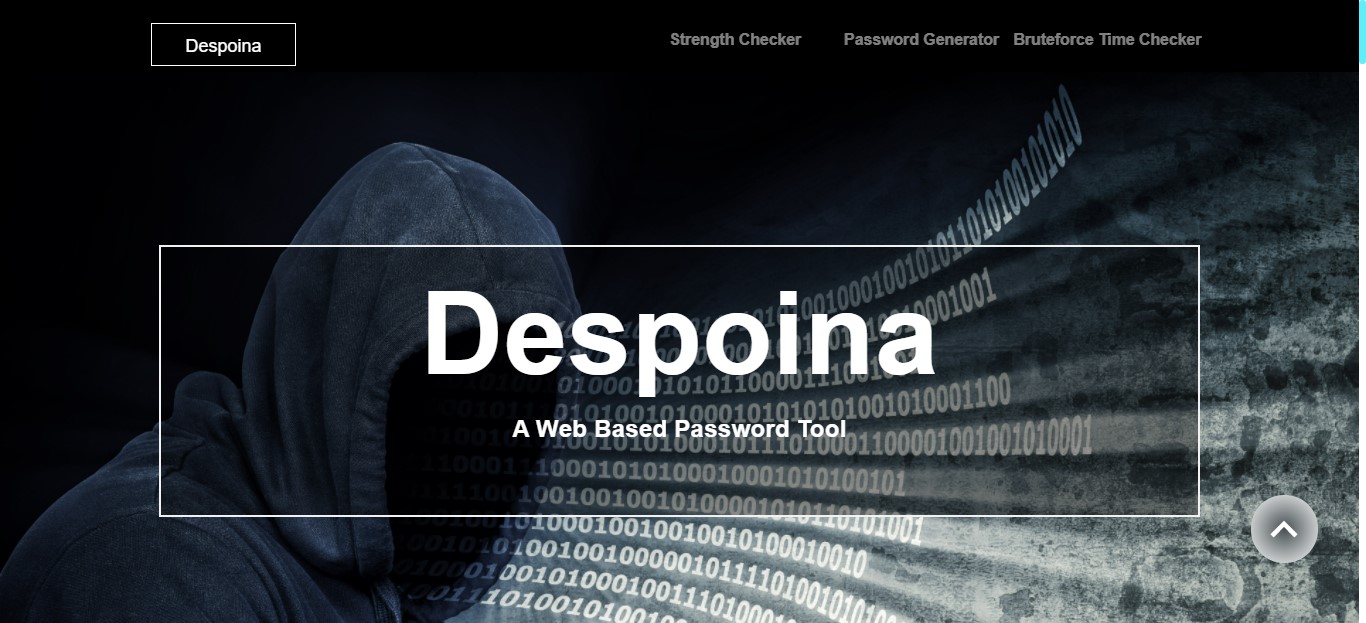 Despoina
Strength Checker
Password Generator
Bruteforce Time Checker
Despoina
A Web Based Password Tool